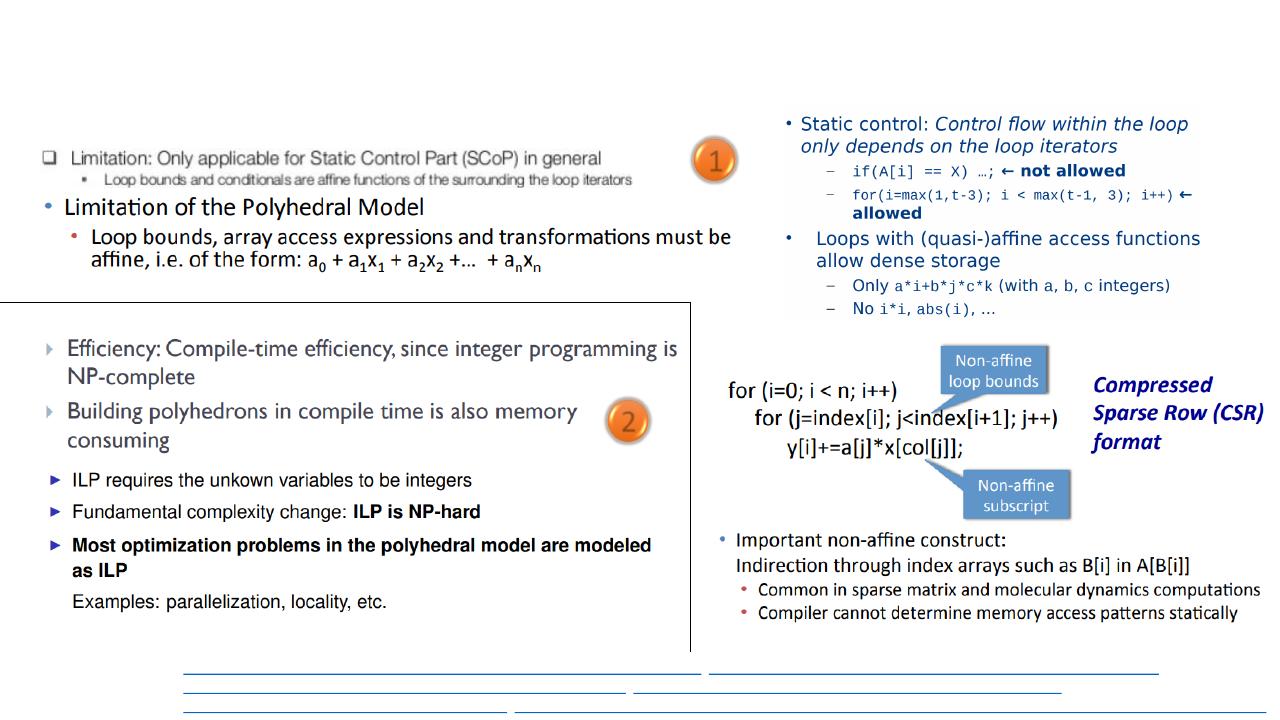 ❑ Limitation: Only applicable for Static Control Part (SCoP) in general
▪ Loop bounds and conditionals are affine functions of the surrounding the loop iterators
• Limitation of the Polyhedral Model
• Loop bounds, array access expressions and transformations must be
affine, i.e. of the form: a0 + a1x1 + a2x2 +… + anxn
1
• Static control: Control flow within the loop
only depends on the loop iterators
– if(A[i] == X) …; ← not allowed
– for(i=max(1,t-3); i < max(t-1, 3); i++) ←
allowed
• Loops with (quasi-)affine access functions
allow dense storage
– Only a*i+b*j*c*k (with a, b, c integers)
– No i*i, abs(i), …
Efficiency: Compile-time efficiency, since integer programming is
NP-complete
Building polyhedrons in compile time is also memory
consuming
2
► ILP requires the unkown variables to be integers
► Fundamental complexity change: ILP is NP-hard
► Most optimization problems in the polyhedral model are modeled
as ILP
Examples: parallelization, locality, etc.
Non-affine
loop bounds
for (i=0; i < n; i++)
for (j=index[i]; j<index[i+1]; j++)
y[i]+=a[j]*x[col[j]];
Compressed
Sparse Row (CSR)
format
Non-affine
subscript
• Important non-affine construct:
Indirection through index arrays such as B[i] in A[B[i]]
• Common in sparse matrix and molecular dynamics computations
• Compiler cannot determine memory access patterns statically